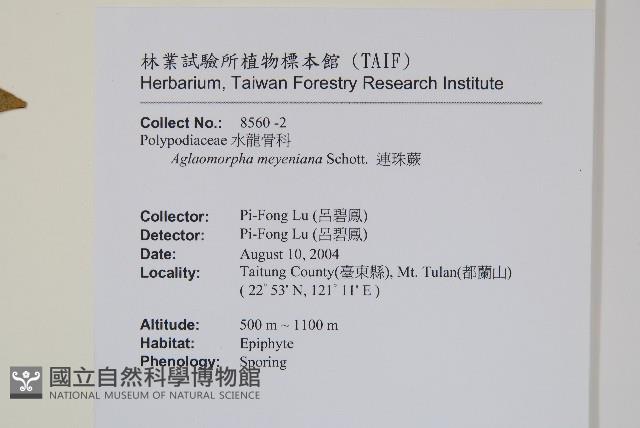 林業試驗所植物標本館 (TAIF)
Herbarium, Taiwan Forestry Research Institute
Collect No.: 8560 -2
Polypodiaceae 水龍骨科
Aglaomorpha meyeniana Schott. 連珠蕨
Collector: Pi-Fong Lu (呂碧鳳)
Detector: Pi-Fong Lu (呂碧鳳)
Date: August 10, 2004
Locality: Taitung County(臺東縣), Mt. Tulan(都蘭山)
( 22° 53' N, 121° 11' E )
Altitude: 500 m ~ 1100 m
Habitat: Epiphyte
Phenology: Sporing
國立自然科學博物館
NATIONAL MUSEUM OF NATURAL SCIENCE